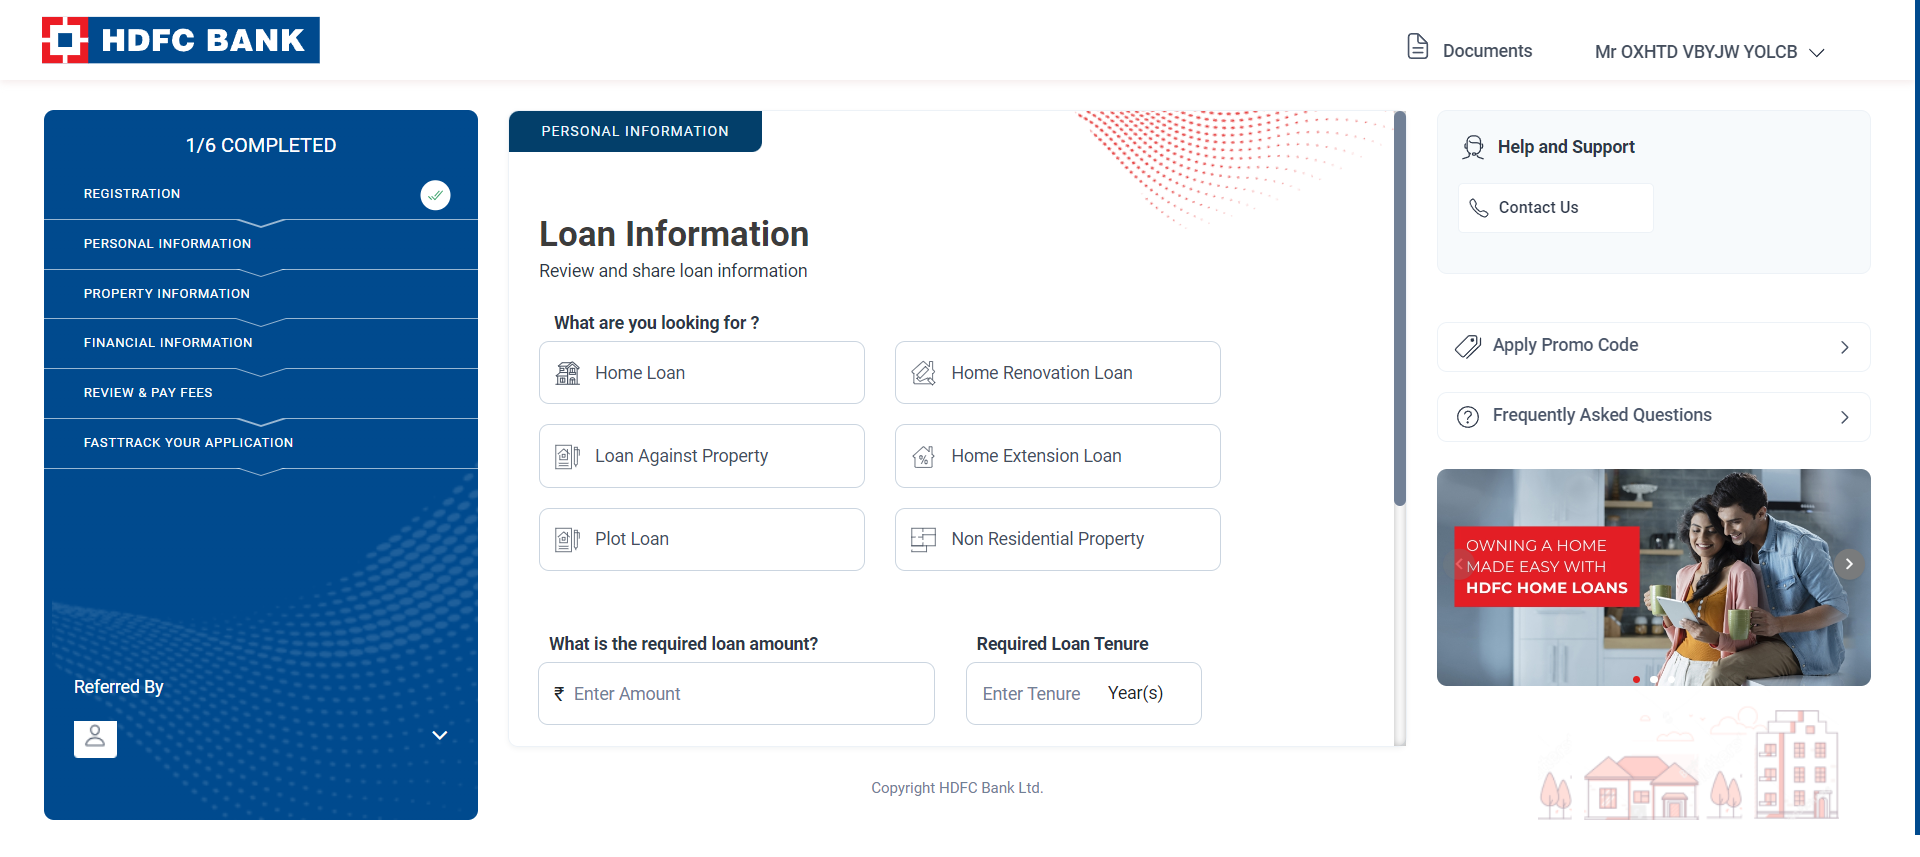 HDFC BANK
Documents
Mr OXHTD VBYJW YOLCB
1/6 COMPLETED
REGISTRATION
PERSONAL INFORMATION
PROPERTY INFORMATION
FINANCIAL INFORMATION
REVIEW & PAY FEES
FASTTRACK YOUR APPLICATION
Referred By
PERSONAL INFORMATION
Loan Information
Review and share loan information
What are you looking for ?
Home Loan
Home Renovation Loan
Loan Against Property
Home Extension Loan
Plot Loan
Non Residential Property
What is the required loan amount?
Required Loan Tenure
₹ Enter Amount
Enter Tenure Year(s)
Copyright HDFC Bank Ltd.
Help and Support
Contact Us
Apply Promo Code
Frequently Asked Questions
OWNING A HOME
MADE EASY WITH
HDFC HOME LOANS